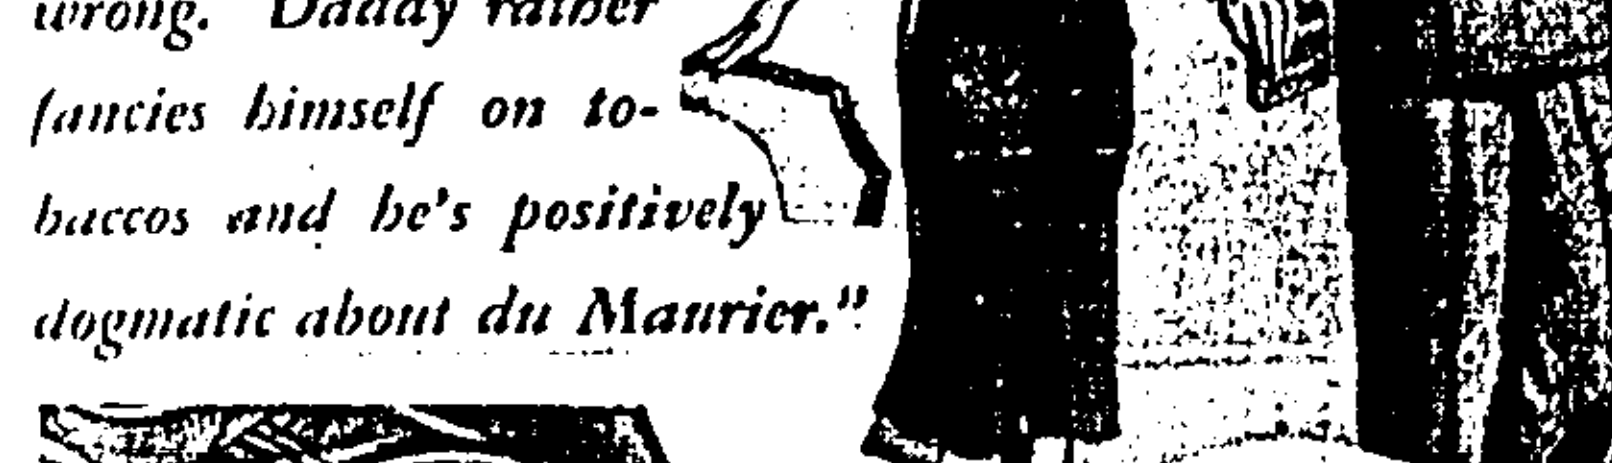 wrong. Daddy rather
fancies himself on to-
baccos and he's positively
dogmatic about du Maurier."